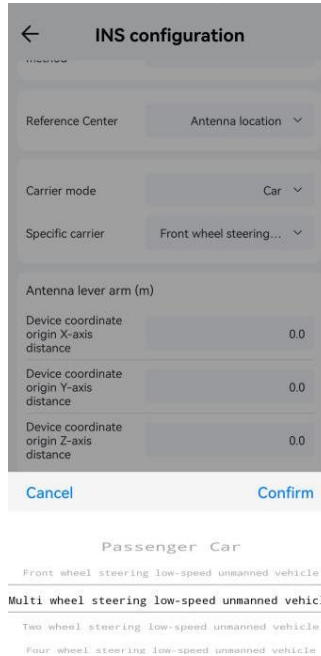 INS configuration
Reference Center
Antenna location
Carrier mode
Car
Specific carrier
Front wheel steering...
Antenna lever arm (m)
Device coordinate
origin X-axis
distance
0.0
Device coordinate
origin Y-axis
distance
0.0
Device coordinate
origin Z-axis
distance
0.0
Cancel
Confirm
Passenger Car
Front wheel steering low-speed unmanned vehicle
Multi wheel steering low-speed unmanned vehicl
Two wheel steering low-speed unmanned vehicle
Four wheel steering low-speed unmanned vehicle